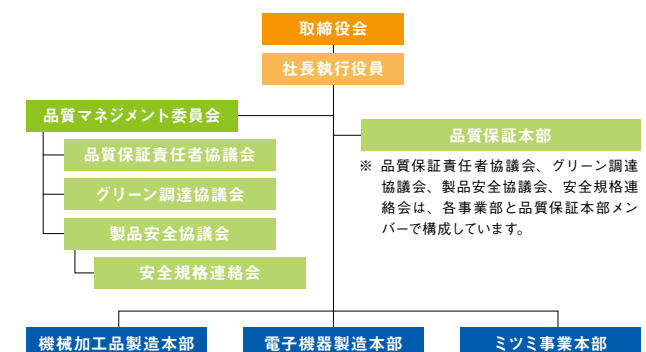 取締役会
社長執行役員
品質マネジメント委員会
品質保証責任者協議会
グリーン調達協議会
製品安全協議会
安全規格連絡会
品質保証本部
※ 品質保証責任者協議会、グリーン調達
協議会、製品安全協議会、安全規格連
絡会は、各事業部と品質保証本部メン
バーで構成しています。
機械加工品製造本部
電子機器製造本部
ミツミ事業本部